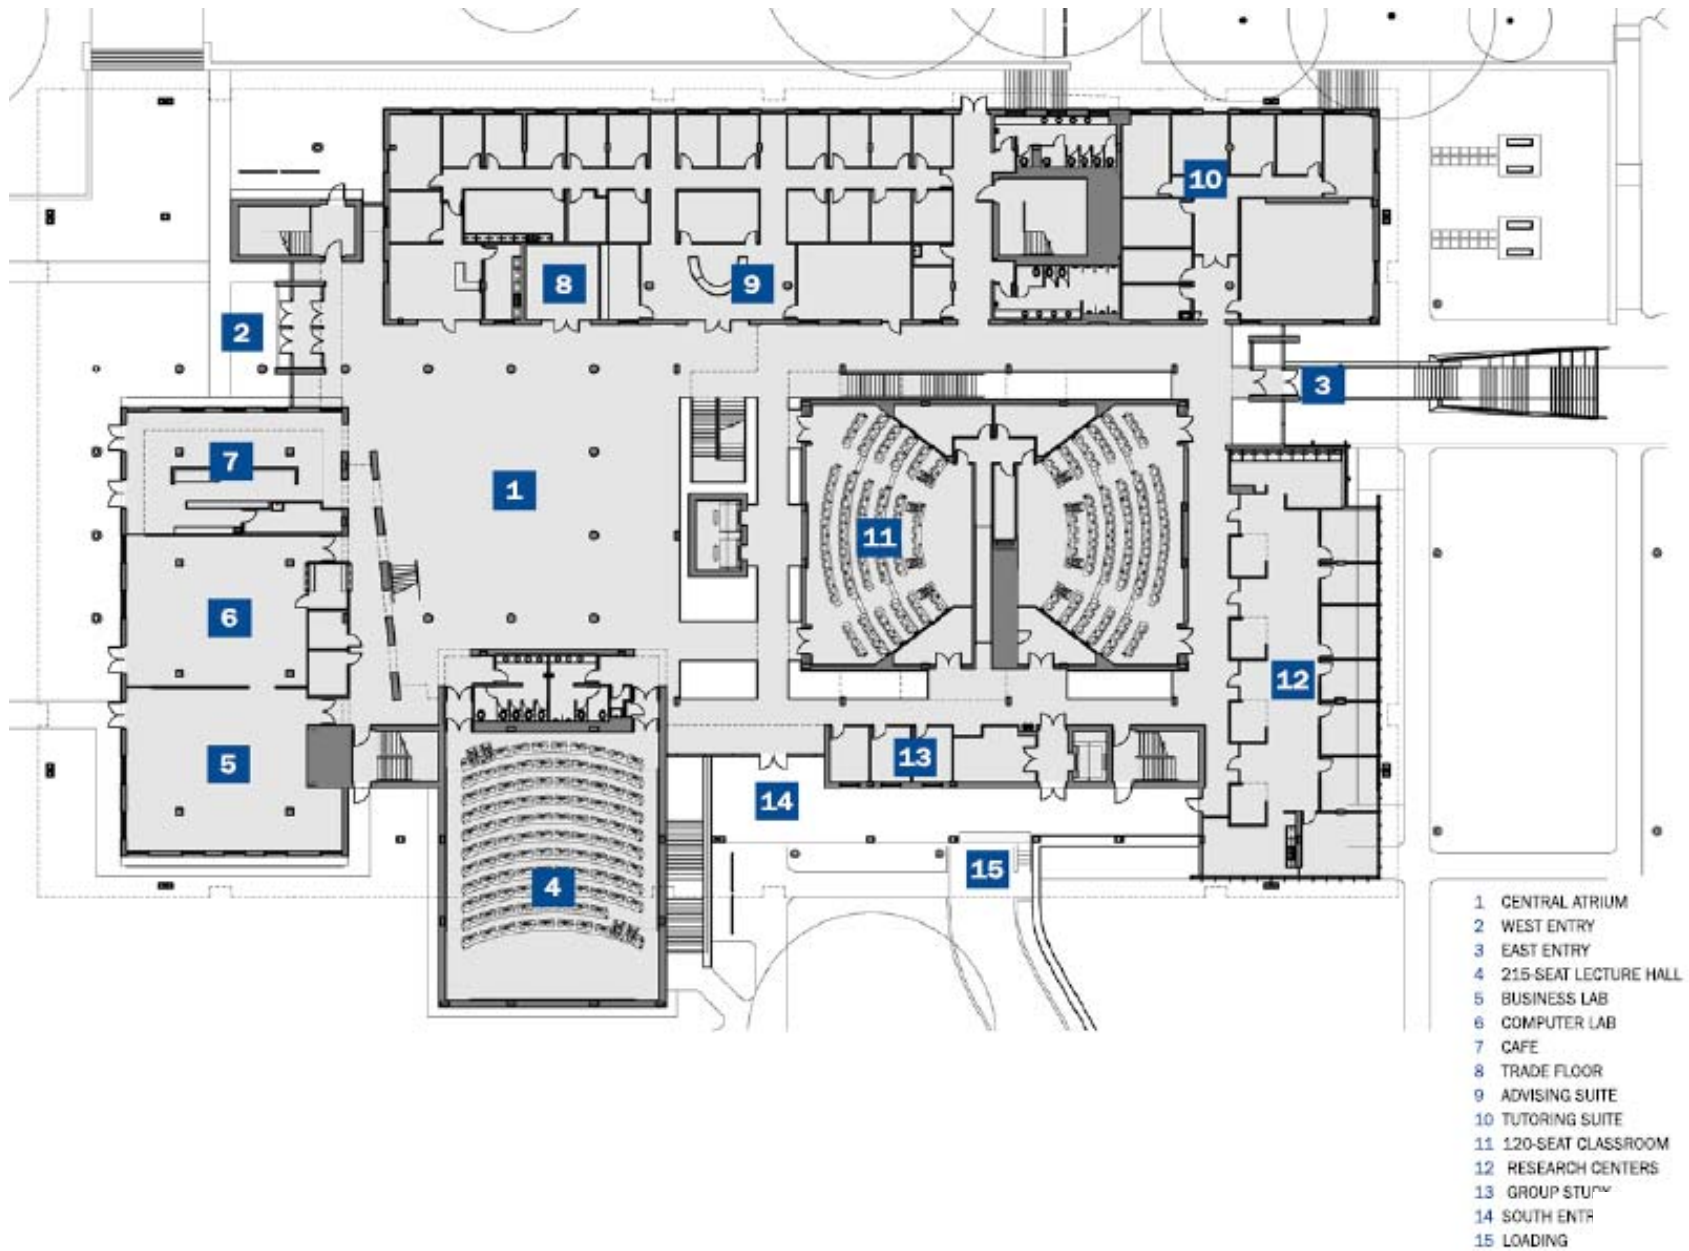 10
8
9
2
3
7
1
11
6
12
5
13
14
15
4
1 CENTRAL ATRIUM
2 WEST ENTRY
3 EAST ENTRY
4 215-SEAT LECTURE HALL
5 BUSINESS LAB
6 COMPUTER LAB
7 CAFE
8 TRADE FLOOR
9 ADVISING SUITE
10 TUTORING SUITE
11 120-SEAT CLASSROOM
12 RESEARCH CENTERS
13 GROUP STUDY
14 SOUTH ENTR
15 LOADING